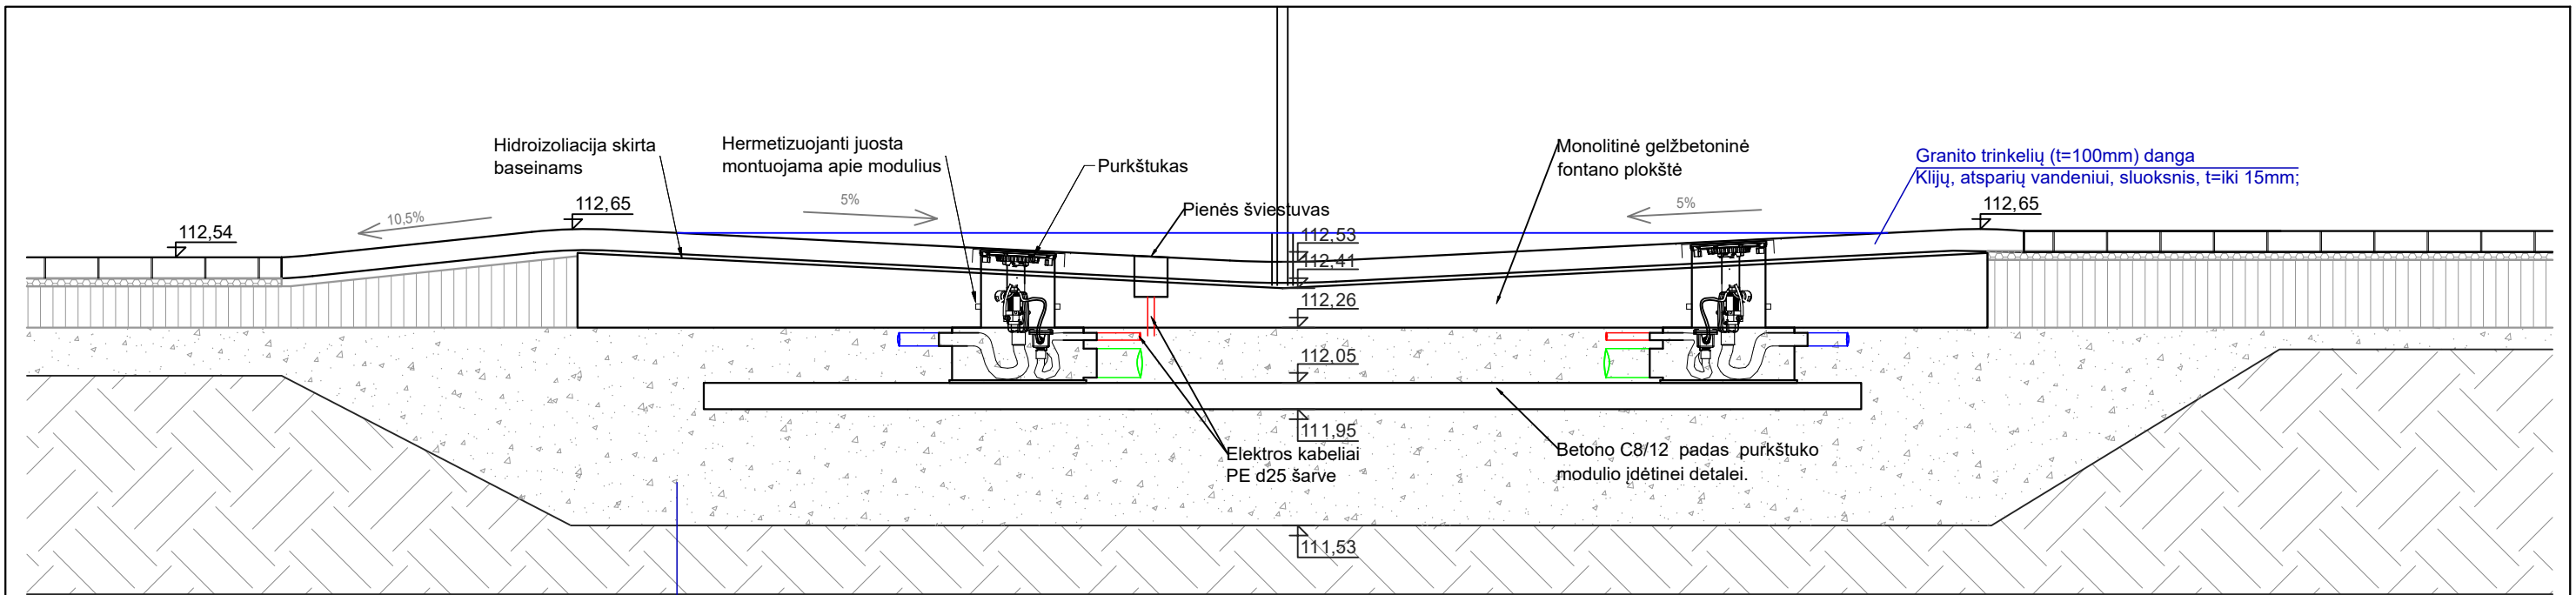 Hidroizoliacija skirta
baseinams
Hermetizuojanti juosta
montuojama apie modulius
Purkštukas
Pienės šviestuvas
Monolitinė gelžbetoninė
fontano plokštė
Granito trinkelių (t=100mm) danga
Klijų, atsparių vandeniui, sluoksnis, t=iki 15mm;
10,5%
5%
5%
112,54
112,65
112,65
112,53
112,41
112,26
112,05
111,95
Elektros kabeliai
PE d25 šarve
Betono C8/12 padas purkštuko
modulio įdėtinei detalei.
111,53